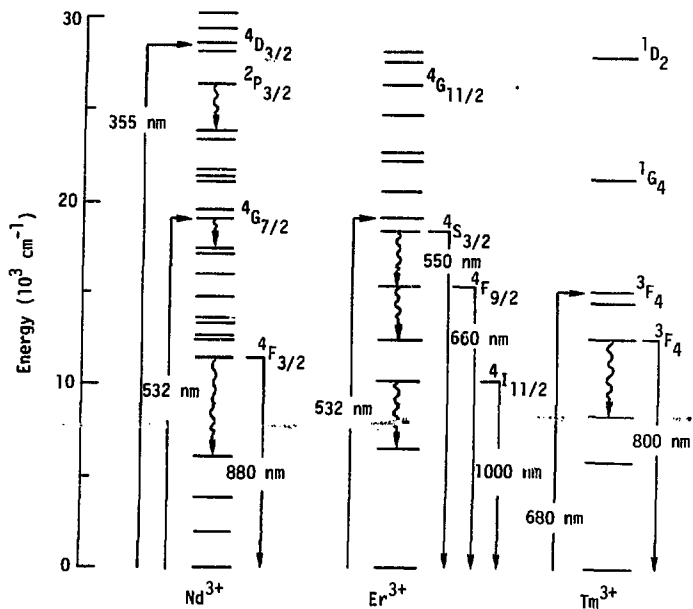 30
20
10
0
Energy (10³ cm⁻¹)
⁴D₃/₂
²P₃/₂
355 nm
⁴G₇/₂
⁴F₃/₂
532 nm
880 nm
Nd³⁺
⁴G₁₁/₂
⁴S₃/₂
550 nm
⁴F₉/₂
660 nm
⁴I₁₁/₂
532 nm
1000 nm
Er³⁺
¹D₂
¹G₄
³F₄
³F₄
800 nm
680 nm
Tm³⁺